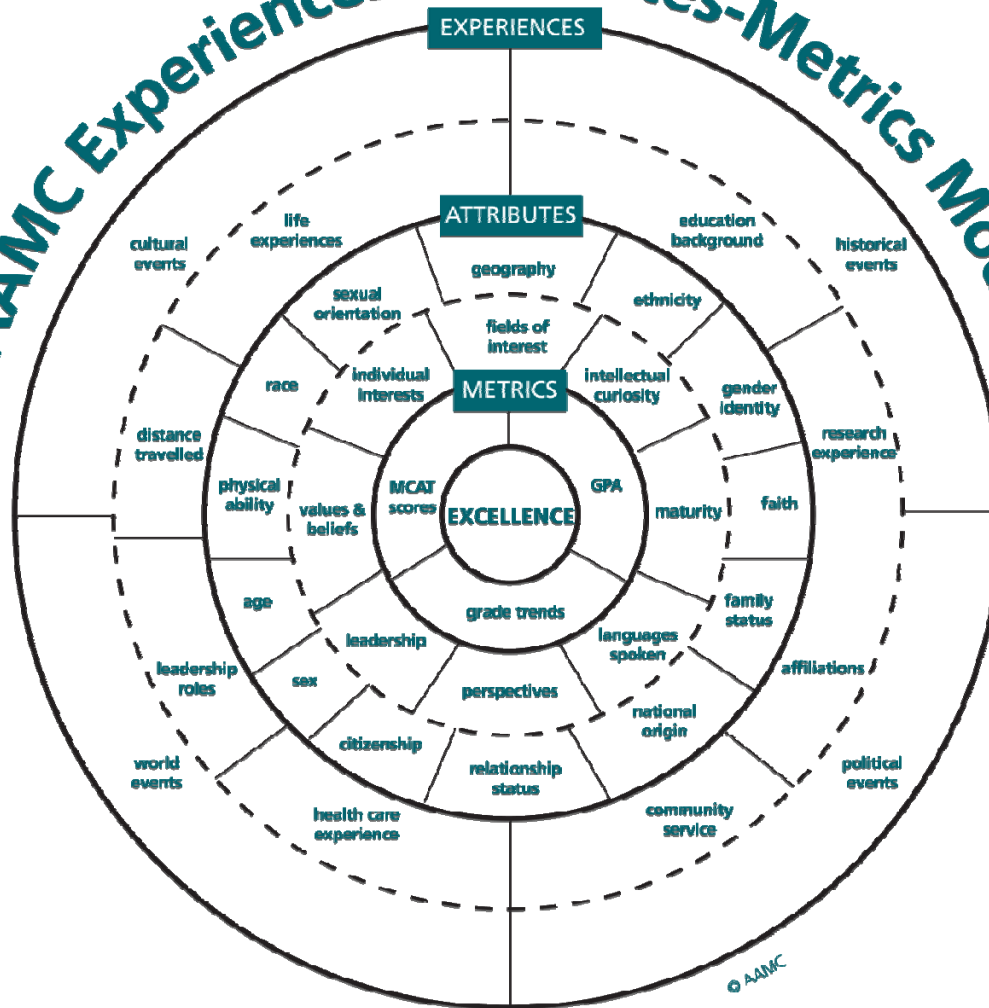 AAMC Experiences
Metrics
EXPERIENCES
ATTRIBUTES
METRICS
EXCELLENCE
MCAT
scores
GPA
grade trends
fields of
interest
intellectual
curiosity
maturity
languages
spoken
perspectives
leadership
values &
beliefs
individual
interests
geography
ethnicity
gender
identity
faith
family
status
national
origin
relationship
status
citizenship
sex
age
physical
ability
race
sexual
orientation
life
experiences
education
background
research
experience
affiliations
community
service
health care
experience
leadership
roles
distance
travelled
cultural
events
historical
events
political
events
world
events
© AAMC